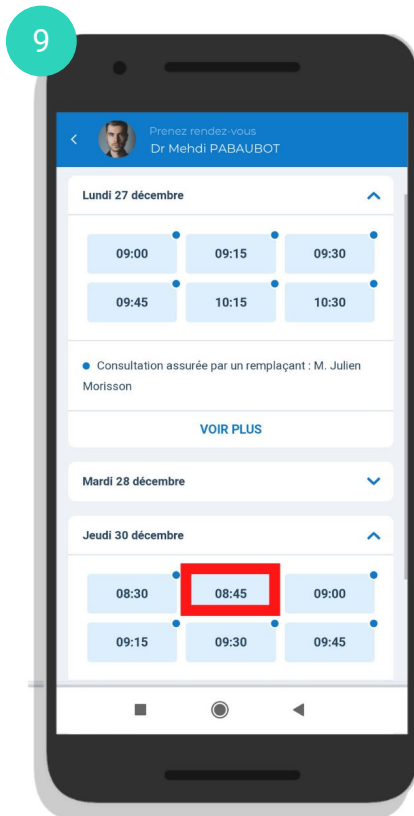 9
Prenez rendez-vous
Dr Mehdi PABAUBOT
Lundi 27 décembre
09:00 09:15 09:30
09:45 10:15 10:30
Consultation assurée par un remplaçant : M. Julien
Morisson
VOIR PLUS
Mardi 28 décembre
Jeudi 30 décembre
08:30 08:45 09:00
09:15 09:30 09:45